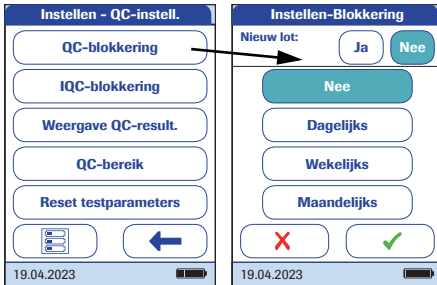 Instellen - QC-instell.
QC-blokkering
IQC-blokkering
Weergave QC-result.
QC-bereik
Reset testparameters
19.04.2023
Instellen-Blokkering
Nieuw lot:
Ja
Nee
Nee
Dagelijks
Wekelijks
Maandelijks
19.04.2023